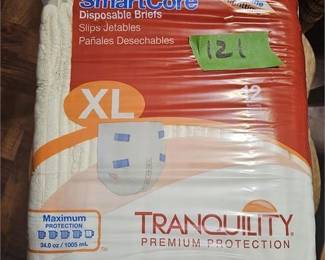 SmartCore
Disposable Briefs
Slips Jetables
Pañales Desechables
121
XL
12
Maximum
PROTECTION
34.0 oz / 1005 mL
TRANQUILITY
PREMIUM PROTECTION